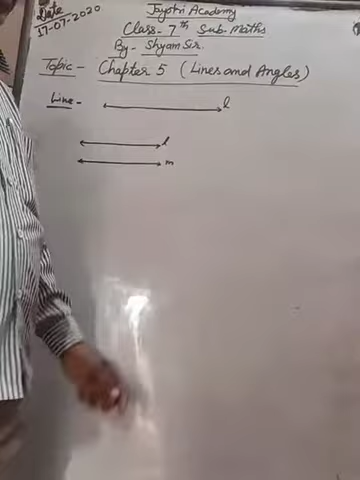 Date
17-07-2020
Jyotri Academy
Class- 7th Sub- Maths
By- Shyam Sir.
Topic- Chapter 5 (Lines and Angles)
Line - l
l
m